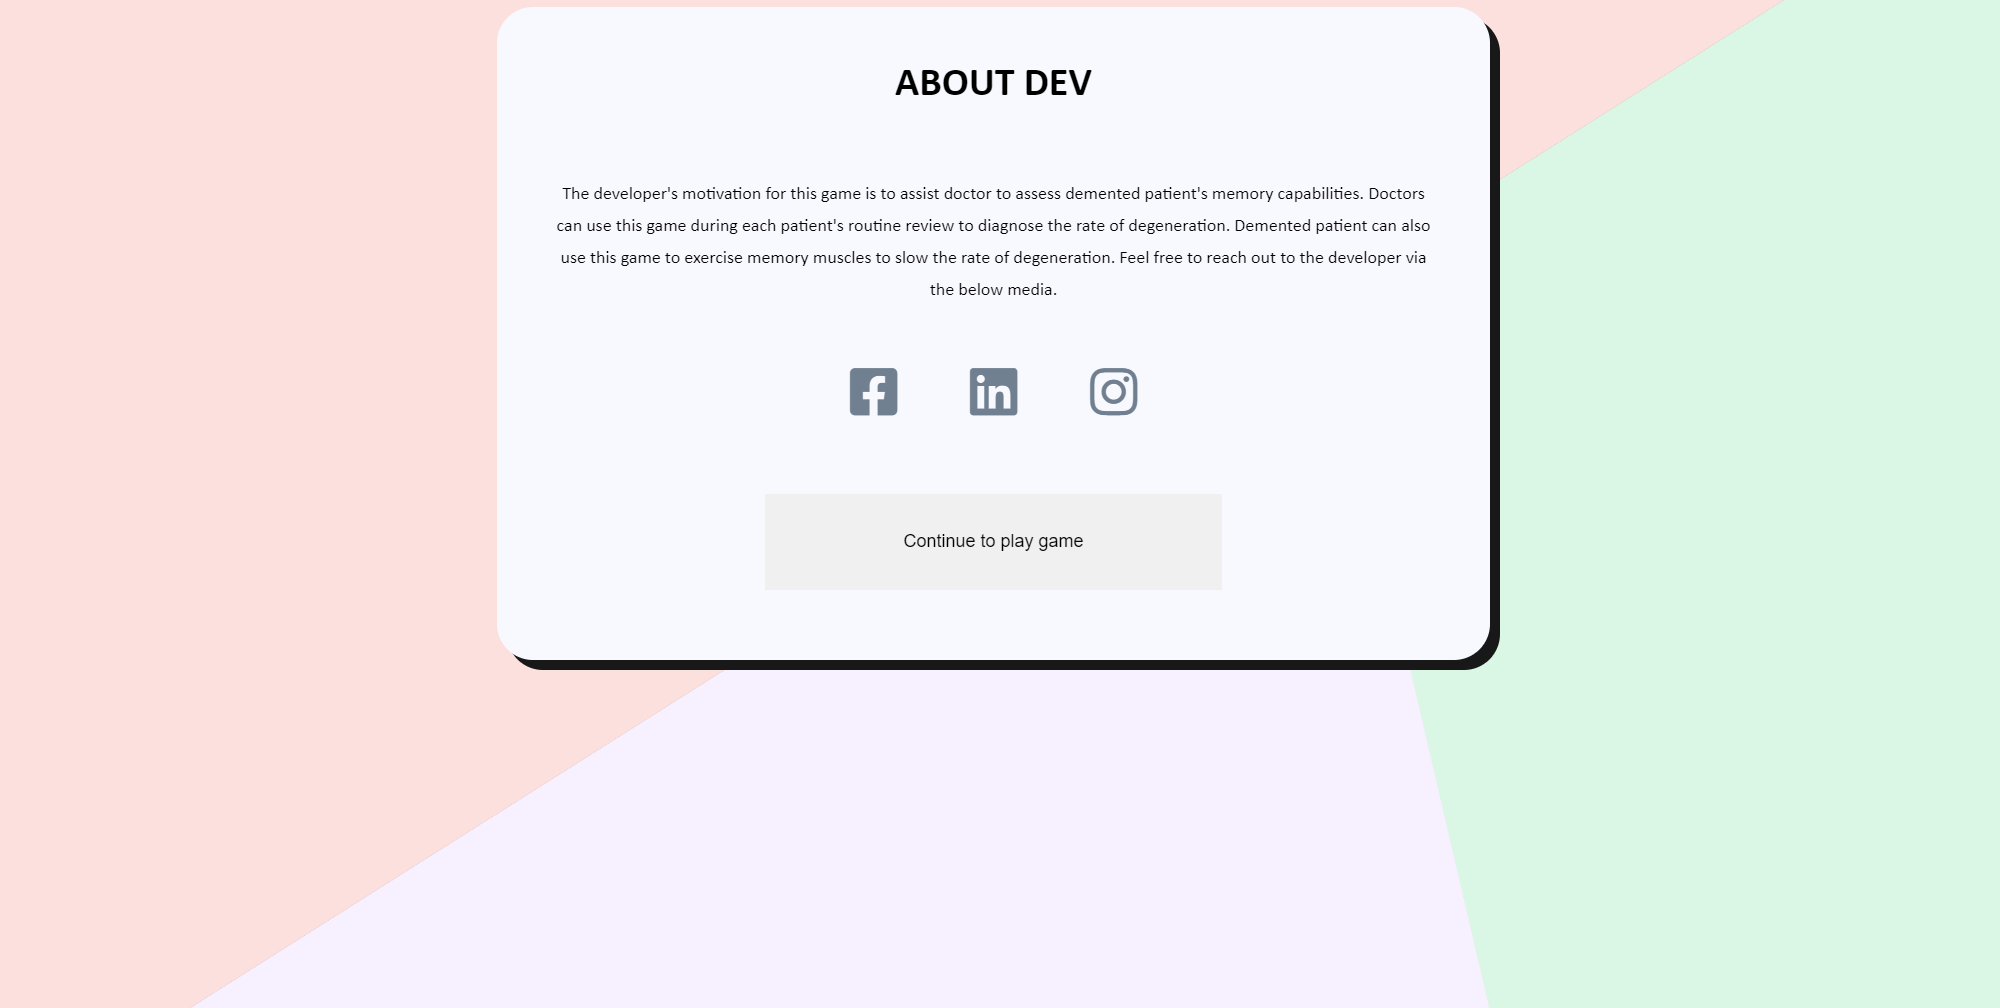 ABOUT DEV
The developer's motivation for this game is to assist doctor to assess demented patient's memory capabilities. Doctors
can use this game during each patient's routine review to diagnose the rate of degeneration. Demented patient can also
use this game to exercise memory muscles to slow the rate of degeneration. Feel free to reach out to the developer via
the below media.
Continue to play game